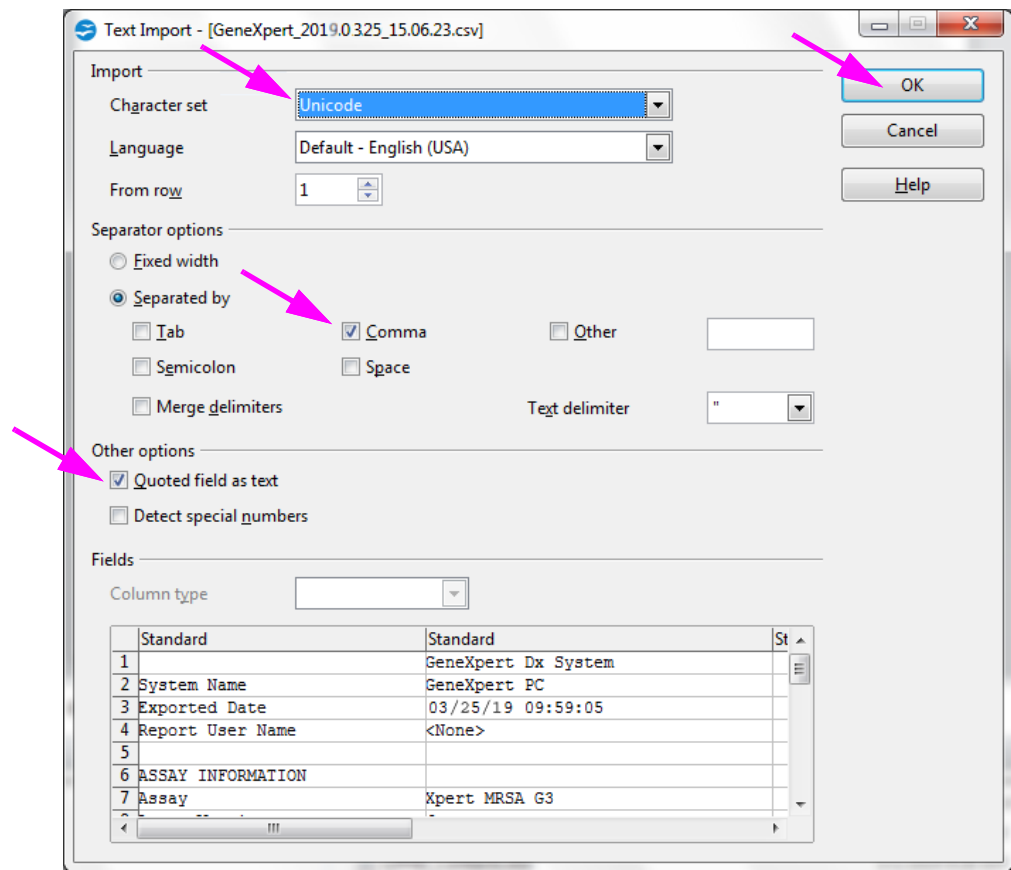 Text Import - [GeneXpert_2019.0325_15.06.23.csv]
Import
OK
Character set
Unicode
Cancel
Language
Default - English (USA)
From row
1
Help
Separator options
Fixed width
Separated by
Tab
Comma
Other
Semicolon
Space
Merge delimiters
Text delimiter
"
Other options
Quoted field as text
Detect special numbers
Fields
Column type
Standard Standard St
1 GeneXpert Dx System
2 System Name GeneXpert PC
3 Exported Date 03/25/19 09:59:05
4 Report User Name <None>
5
6 ASSAY INFORMATION
7 Assay Xpert MRSA G3